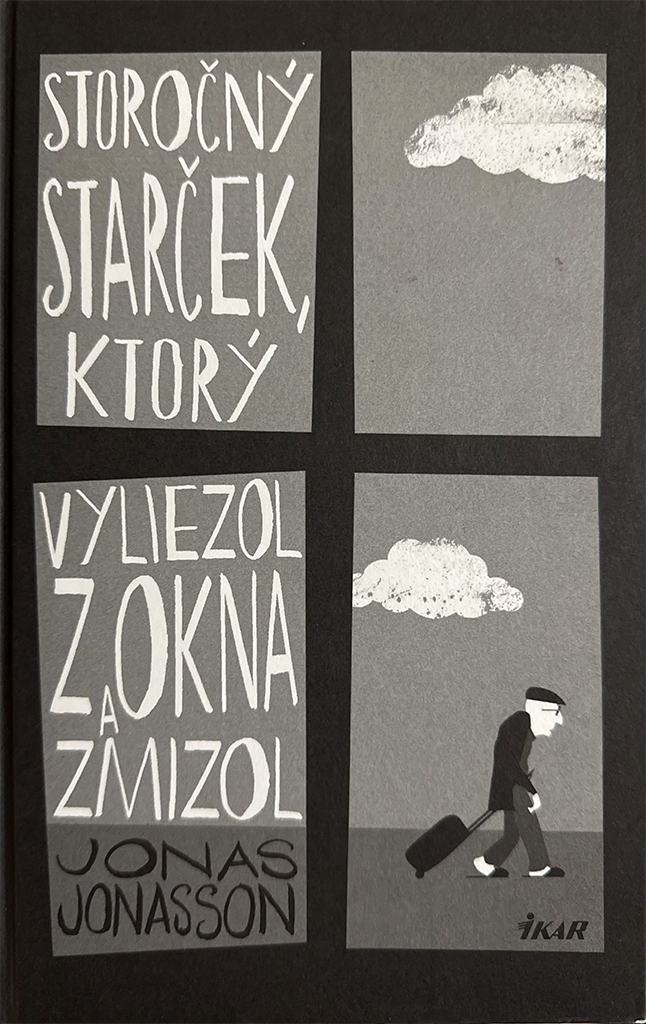 STOROČNÝ
STARČEK,
KTORÝ
VYLIEZOL
Z OKNA
A
ZMIZOL
JONAS
JONASSON
IKAR